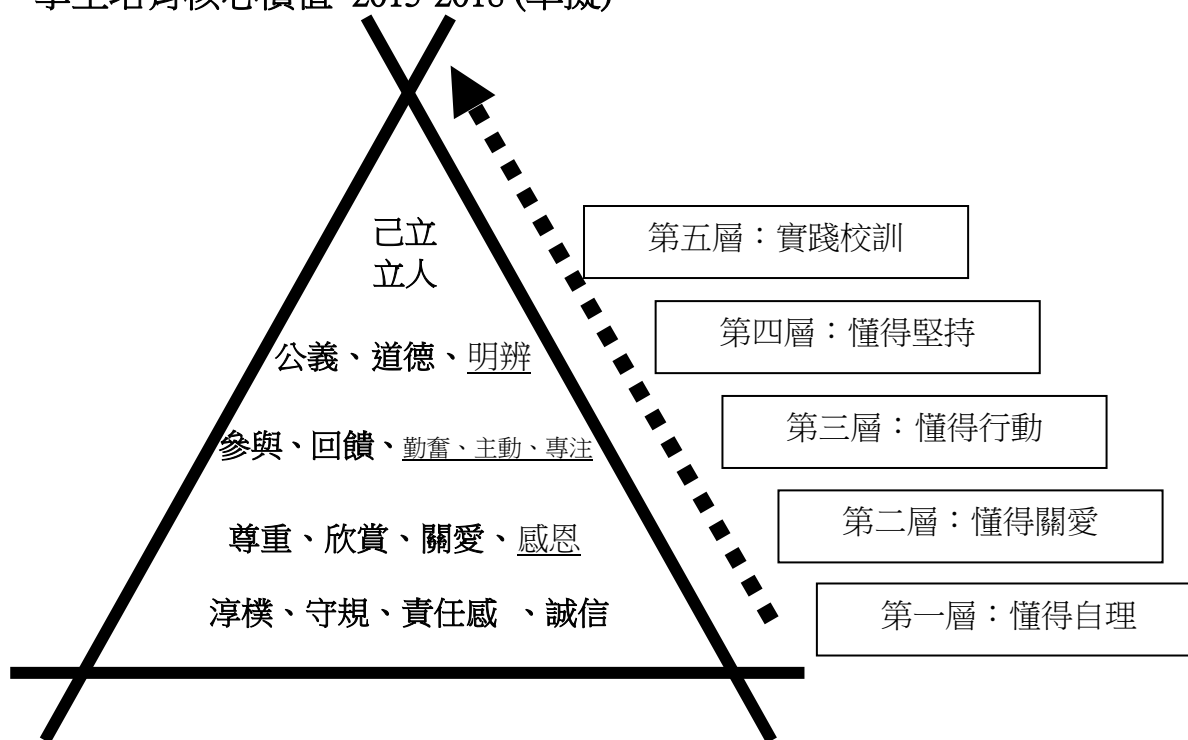 2015-2018
己立
立人
第五層：實踐校訓
公義、道德、明辨
第四層：懂得堅持
參與、回饋、勤奮、主動、專注
第三層：懂得行動
尊重、欣賞、關愛、感恩
第二層：懂得關愛
淳樸、守規、責任感 、誠信
第一層：懂得自理